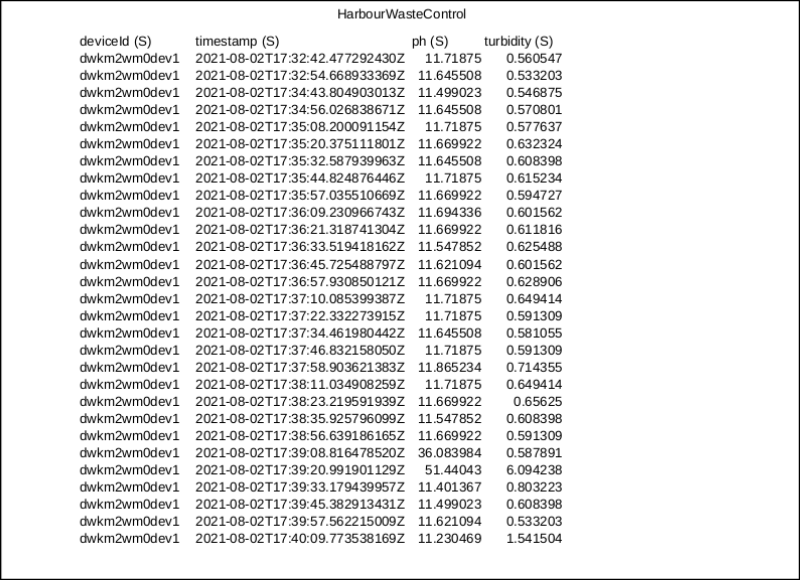 HarbourWasteControl
deviceId (S) timestamp (S) ph (S) turbidity (S)
dwkm2wm0dev1 2021-08-02T17:32:42.477292430Z 11.71875 0.560547
dwkm2wm0dev1 2021-08-02T17:32:54.668933369Z 11.645508 0.533203
dwkm2wm0dev1 2021-08-02T17:34:43.804903013Z 11.499023 0.546875
dwkm2wm0dev1 2021-08-02T17:34:56.026838671Z 11.645508 0.570801
dwkm2wm0dev1 2021-08-02T17:35:08.200091154Z 11.71875 0.577637
dwkm2wm0dev1 2021-08-02T17:35:20.375111801Z 11.669922 0.632324
dwkm2wm0dev1 2021-08-02T17:35:32.587939963Z 11.645508 0.608398
dwkm2wm0dev1 2021-08-02T17:35:44.824876446Z 11.71875 0.615234
dwkm2wm0dev1 2021-08-02T17:35:57.035510669Z 11.669922 0.594727
dwkm2wm0dev1 2021-08-02T17:36:09.230966743Z 11.694336 0.601562
dwkm2wm0dev1 2021-08-02T17:36:21.318741304Z 11.669922 0.611816
dwkm2wm0dev1 2021-08-02T17:36:33.519418162Z 11.547852 0.625488
dwkm2wm0dev1 2021-08-02T17:36:45.725488797Z 11.621094 0.601562
dwkm2wm0dev1 2021-08-02T17:36:57.930850121Z 11.669922 0.628906
dwkm2wm0dev1 2021-08-02T17:37:10.085399387Z 11.71875 0.649414
dwkm2wm0dev1 2021-08-02T17:37:22.332273915Z 11.71875 0.591309
dwkm2wm0dev1 2021-08-02T17:37:34.461980442Z 11.645508 0.581055
dwkm2wm0dev1 2021-08-02T17:37:46.832158050Z 11.71875 0.591309
dwkm2wm0dev1 2021-08-02T17:37:58.903621383Z 11.865234 0.714355
dwkm2wm0dev1 2021-08-02T17:38:11.034908259Z 11.71875 0.649414
dwkm2wm0dev1 2021-08-02T17:38:23.219591939Z 11.669922 0.65625
dwkm2wm0dev1 2021-08-02T17:38:35.925796099Z 11.547852 0.608398
dwkm2wm0dev1 2021-08-02T17:38:56.639186165Z 11.669922 0.591309
dwkm2wm0dev1 2021-08-02T17:39:08.816478520Z 36.083984 0.587891
dwkm2wm0dev1 2021-08-02T17:39:20.991901129Z 51.44043 6.094238
dwkm2wm0dev1 2021-08-02T17:39:33.179439957Z 11.401367 0.803223
dwkm2wm0dev1 2021-08-02T17:39:45.382913431Z 11.499023 0.608398
dwkm2wm0dev1 2021-08-02T17:39:57.562215009Z 11.621094 0.533203
dwkm2wm0dev1 2021-08-02T17:40:09.773538169Z 11.230469 1.541504